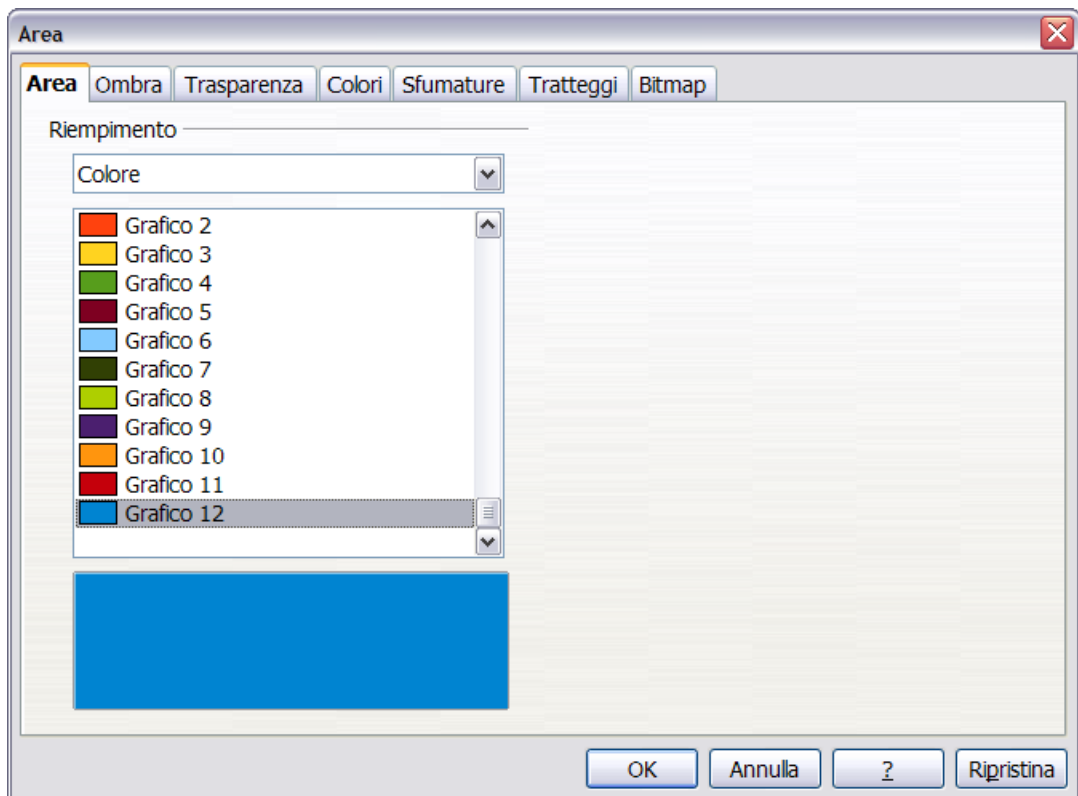 Area
Area Ombra Trasparenza Colori Sfumature Tratteggi Bitmap
Riempimento
Colore
Grafico 2
Grafico 3
Grafico 4
Grafico 5
Grafico 6
Grafico 7
Grafico 8
Grafico 9
Grafico 10
Grafico 11
Grafico 12
OK Annulla ? Ripristina